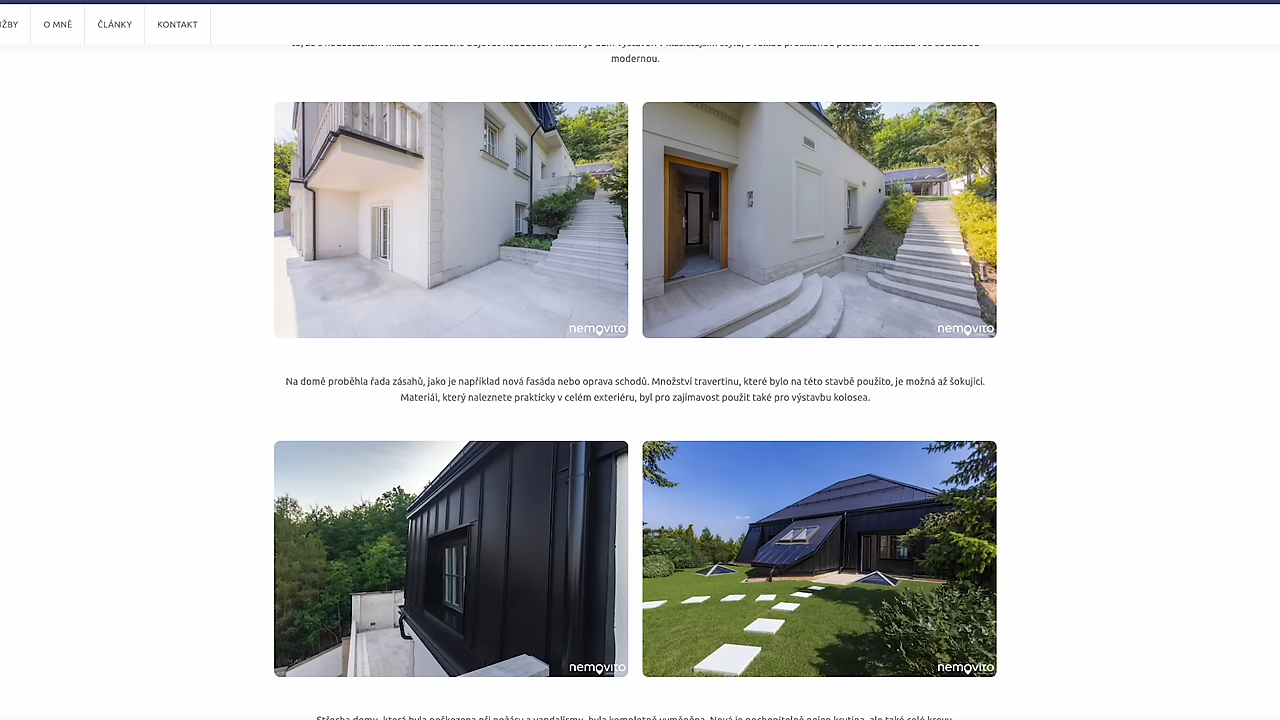 O MNĚ
ČLÁNKY
KONTAKT
modernou.
nemovito
nemovito
Na domě proběhla řada zásahů, jako je například nová fasáda nebo oprava schodů. Množství travertinu, které bylo na této stavbě použito, je možná až šokující.
Materiál, který naleznete prakticky v celém exteriéru, byl pro zajímavost použit také pro výstavbu kolosea.
nemovito
nemovito